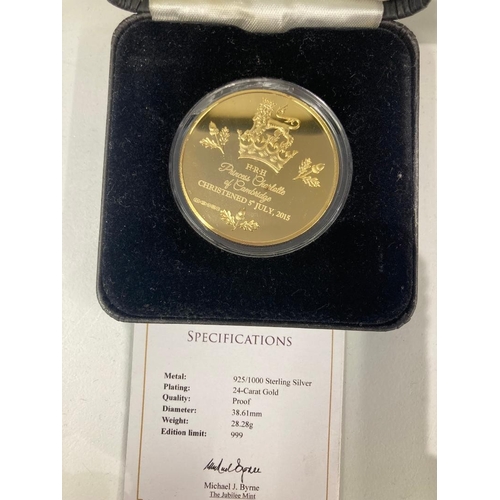 H·R·H
Princess Charlotte
of Cambridge
CHRISTENED 5th JULY, 2015
SPECIFICATIONS
Metal: 925/1000 Sterling Silver
Plating: 24-Carat Gold
Quality: Proof
Diameter: 38.61mm
Weight: 28.28g
Edition limit: 999
Michael J. Byrne
The Jubilee Mint